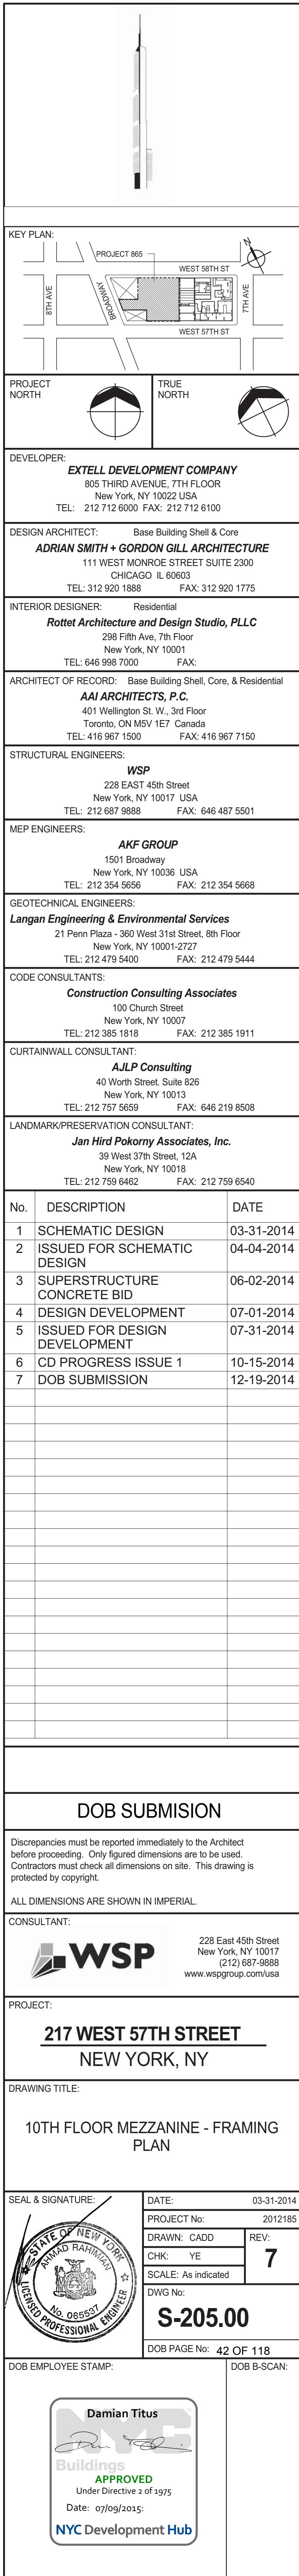 KEY PLAN:
N
PROJECT 865
WEST 58TH ST
8TH AVE
BROADWAY
7TH AVE
WEST 57TH ST
PROJECT
NORTH
TRUE
NORTH
DEVELOPER:
EXTELL DEVELOPMENT COMPANY
805 THIRD AVENUE, 7TH FLOOR
New York, NY 10022 USA
TEL: 212 712 6000 FAX: 212 712 6100
DESIGN ARCHITECT: Base Building Shell & Core
ADRIAN SMITH + GORDON GILL ARCHITECTURE
111 WEST MONROE STREET SUITE 2300
CHICAGO IL 60603
TEL: 312 920 1888 FAX: 312 920 1775
INTERIOR DESIGNER: Residential
Rottet Architecture and Design Studio, PLLC
298 Fifth Ave, 7th Floor
New York, NY 10001
TEL: 646 998 7000 FAX:
ARCHITECT OF RECORD: Base Building Shell, Core, & Residential
AAI ARCHITECTS, P.C.
401 Wellington St. W., 3rd Floor
Toronto, ON M5V 1E7 Canada
TEL: 416 967 1500 FAX: 416 967 7150
STRUCTURAL ENGINEERS:
WSP
228 EAST 45th Street
New York, NY 10017 USA
TEL: 212 687 9888 FAX: 646 487 5501
MEP ENGINEERS:
AKF GROUP
1501 Broadway
New York, NY 10036 USA
TEL: 212 354 5656 FAX: 212 354 5668
GEOTECHNICAL ENGINEERS:
Langan Engineering & Environmental Services
21 Penn Plaza - 360 West 31st Street, 8th Floor
New York, NY 10001-2727
TEL: 212 479 5400 FAX: 212 479 5444
CODE CONSULTANTS:
Construction Consulting Associates
100 Church Street
New York, NY 10007
TEL: 212 385 1818 FAX: 212 385 1911
CURTAINWALL CONSULTANT:
AJLP Consulting
40 Worth Street. Suite 826
New York, NY 10013
TEL: 212 757 5659 FAX: 646 219 8508
LANDMARK/PRESERVATION CONSULTANT:
Jan Hird Pokorny Associates, Inc.
39 West 37th Street, 12A
New York, NY 10018
TEL: 212 759 6462 FAX: 212 759 6540
No. DESCRIPTION DATE
1 SCHEMATIC DESIGN 03-31-2014
2 ISSUED FOR SCHEMATIC 04-04-2014
DESIGN
3 SUPERSTRUCTURE 06-02-2014
CONCRETE BID
4 DESIGN DEVELOPMENT 07-01-2014
5 ISSUED FOR DESIGN 07-31-2014
DEVELOPMENT
6 CD PROGRESS ISSUE 1 10-15-2014
7 DOB SUBMISSION 12-19-2014
DOB SUBMISION
Discrepancies must be reported immediately to the Architect
before proceeding. Only figured dimensions are to be used.
Contractors must check all dimensions on site. This drawing is
protected by copyright.
ALL DIMENSIONS ARE SHOWN IN IMPERIAL.
CONSULTANT:
WSP
228 East 45th Street
New York, NY 10017
(212) 687-9888
www.wspgroup.com/usa
PROJECT:
217 WEST 57TH STREET
NEW YORK, NY
DRAWING TITLE:
10TH FLOOR MEZZANINE - FRAMING
PLAN
SEAL & SIGNATURE:
STATE OF NEW YORK
AHMAD RAHIMIAN
No. 065537
LICENSED PROFESSIONAL ENGINEER
DATE: 03-31-2014
PROJECT No: 2012185
DRAWN: CADD
CHK: YE
SCALE: As indicated
REV:
7
DWG No:
S-205.00
DOB PAGE No: 42 OF 118
DOB EMPLOYEE STAMP:
DOB B-SCAN:
Damian Titus
NYC
Buildings
APPROVED
Under Directive 2 of 1975
Date: 07/09/2015:
NYC Development Hub